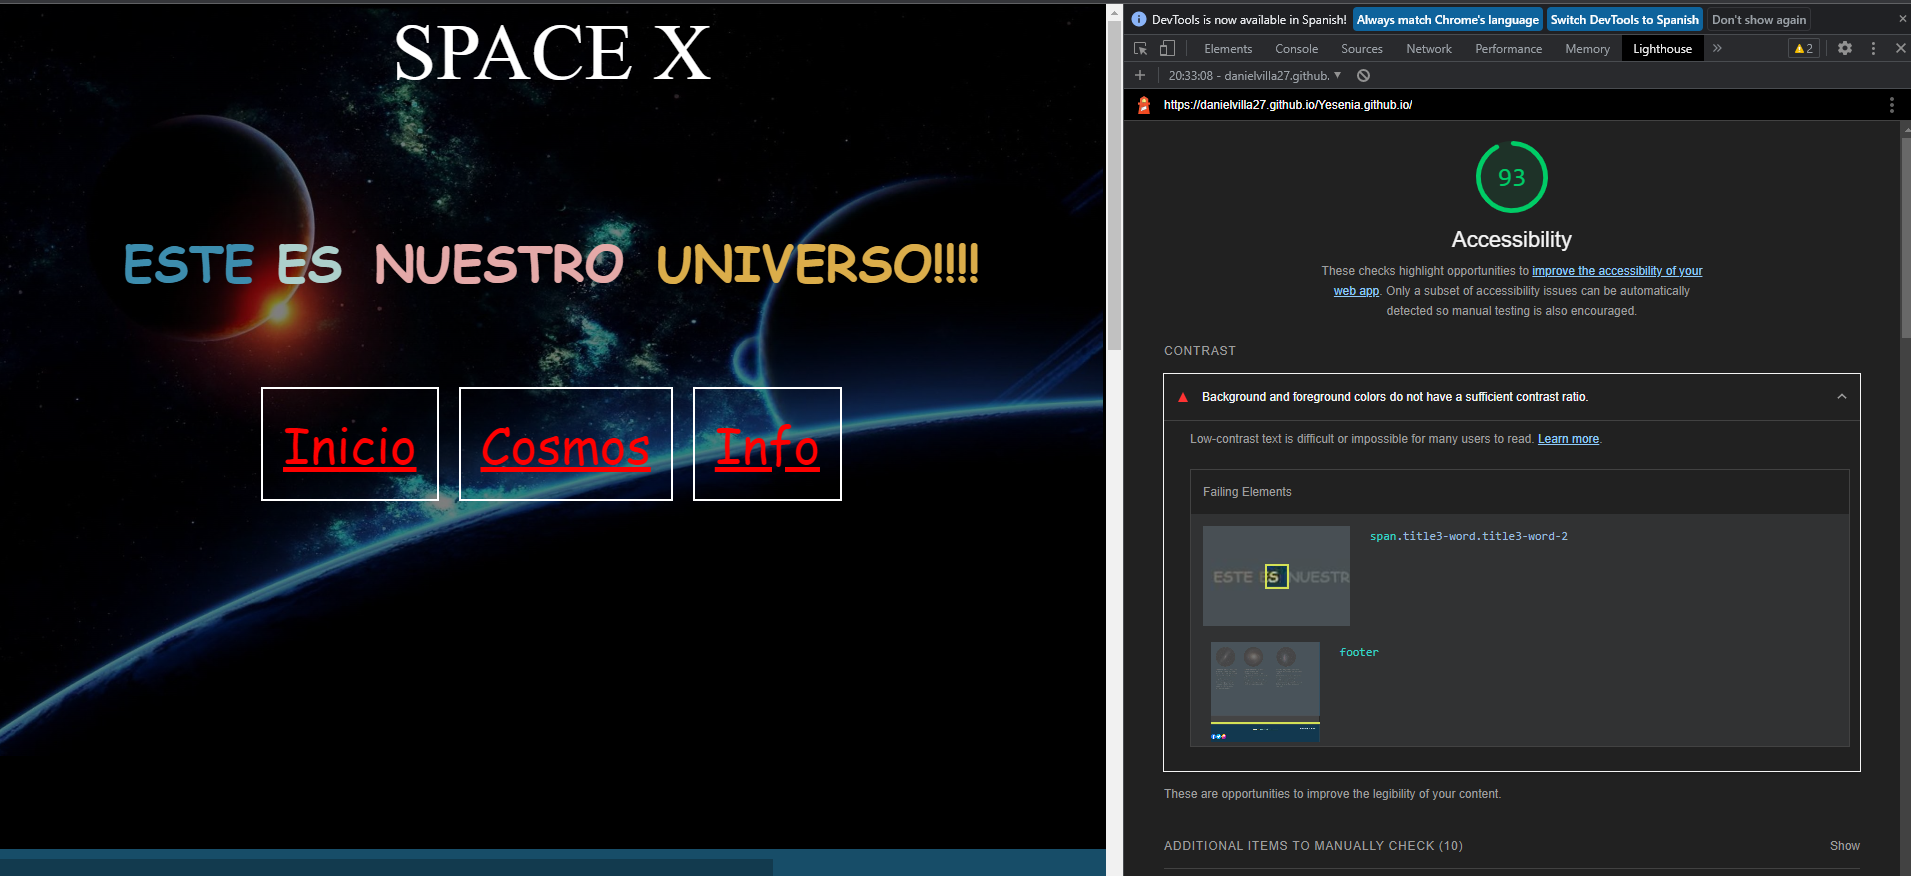 SPACE X
ESTE ES NUESTRO UNIVERSO!!!!
Inicio Cosmos Info
DevTools is now available in Spanish! Always match Chrome's language Switch DevTools to Spanish Don't show again
Elements Console Sources Network Performance Memory Lighthouse » 2
20:33:08 - danielvilla27.github.
https://danielvilla27.github.io/Yesenia.github.io/
93
Accessibility
These checks highlight opportunities to improve the accessibility of your
web app. Only a subset of accessibility issues can be automatically
detected so manual testing is also encouraged.
CONTRAST
Background and foreground colors do not have a sufficient contrast ratio.
Low-contrast text is difficult or impossible for many users to read. Learn more.
Failing Elements
span.title3-word.title3-word-2
ESTE ES NUESTR
footer
These are opportunities to improve the legibility of your content.
ADDITIONAL ITEMS TO MANUALLY CHECK (10) Show